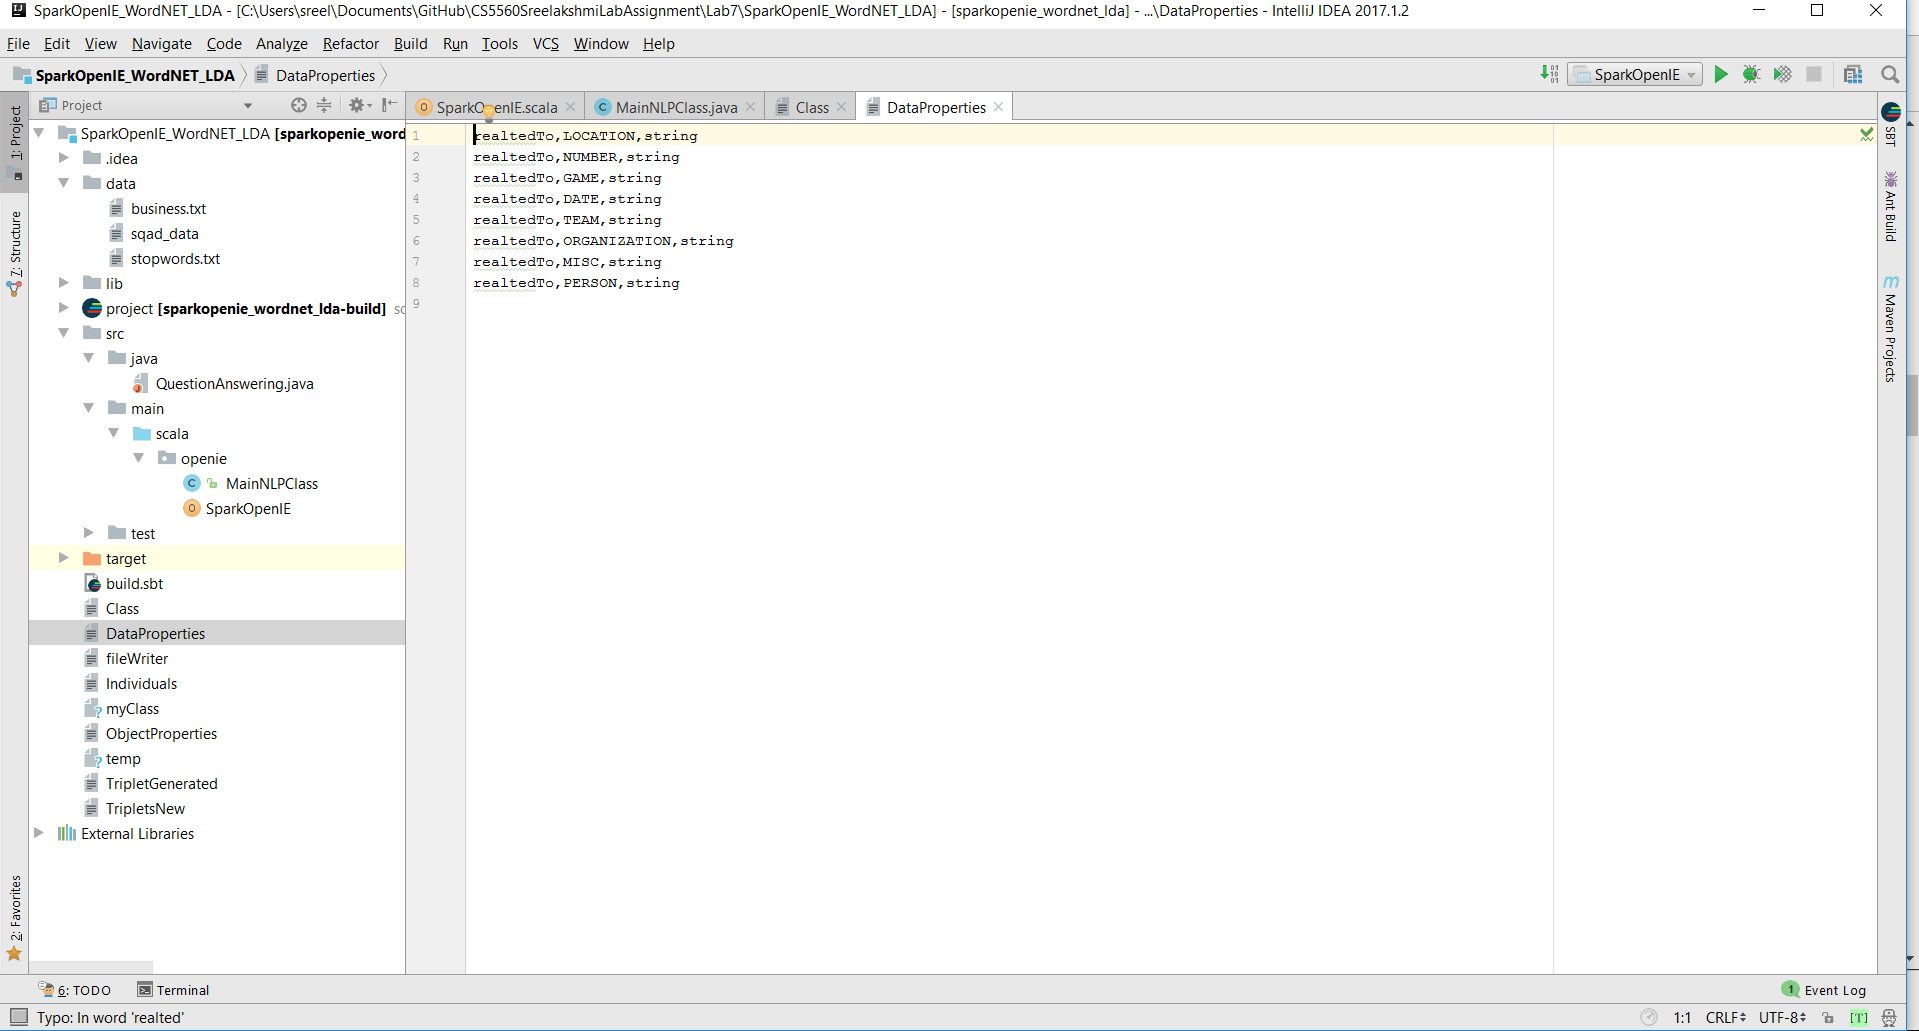 SparkOpenIE_WordNET_LDA - [C:\Users\sreel\Documents\GitHub\CS5560SreelakshmiLabAssignment\Lab7\SparkOpenIE_WordNET_LDA] - [sparkopenie_wordnet_lda] - ...\DataProperties - IntelliJ IDEA 2017.1.2
File Edit View Navigate Code Analyze Refactor Build Run Tools VCS Window Help
SparkOpenIE_WordNET_LDA DataProperties SparkOpenIE
Project
SparkOpenIE.scala MainNLPClass.java Class DataProperties
1: Project
7: Structure
2: Favorites
SparkOpenIE_WordNET_LDA [sparkopenie_word
.idea
data
business.txt
sqad_data
stopwords.txt
lib
project [sparkopenie_wordnet_lda-build] sc
src
java
QuestionAnswering.java
main
scala
openie
MainNLPClass
SparkOpenIE
test
target
build.sbt
Class
DataProperties
fileWriter
Individuals
myClass
ObjectProperties
temp
TripletGenerated
TripletsNew
External Libraries
1 realtedTo,LOCATION,string
2 realtedTo,NUMBER,string
3 realtedTo,GAME,string
4 realtedTo,DATE,string
5 realtedTo,TEAM,string
6 realtedTo,ORGANIZATION,string
7 realtedTo,MISC,string
8 realtedTo,PERSON,string
9
SBT
Ant Build
Maven Projects
6: TODO Terminal 1 Event Log
Typo: In word 'realted' 1:1 CRLF UTF-8 [T]